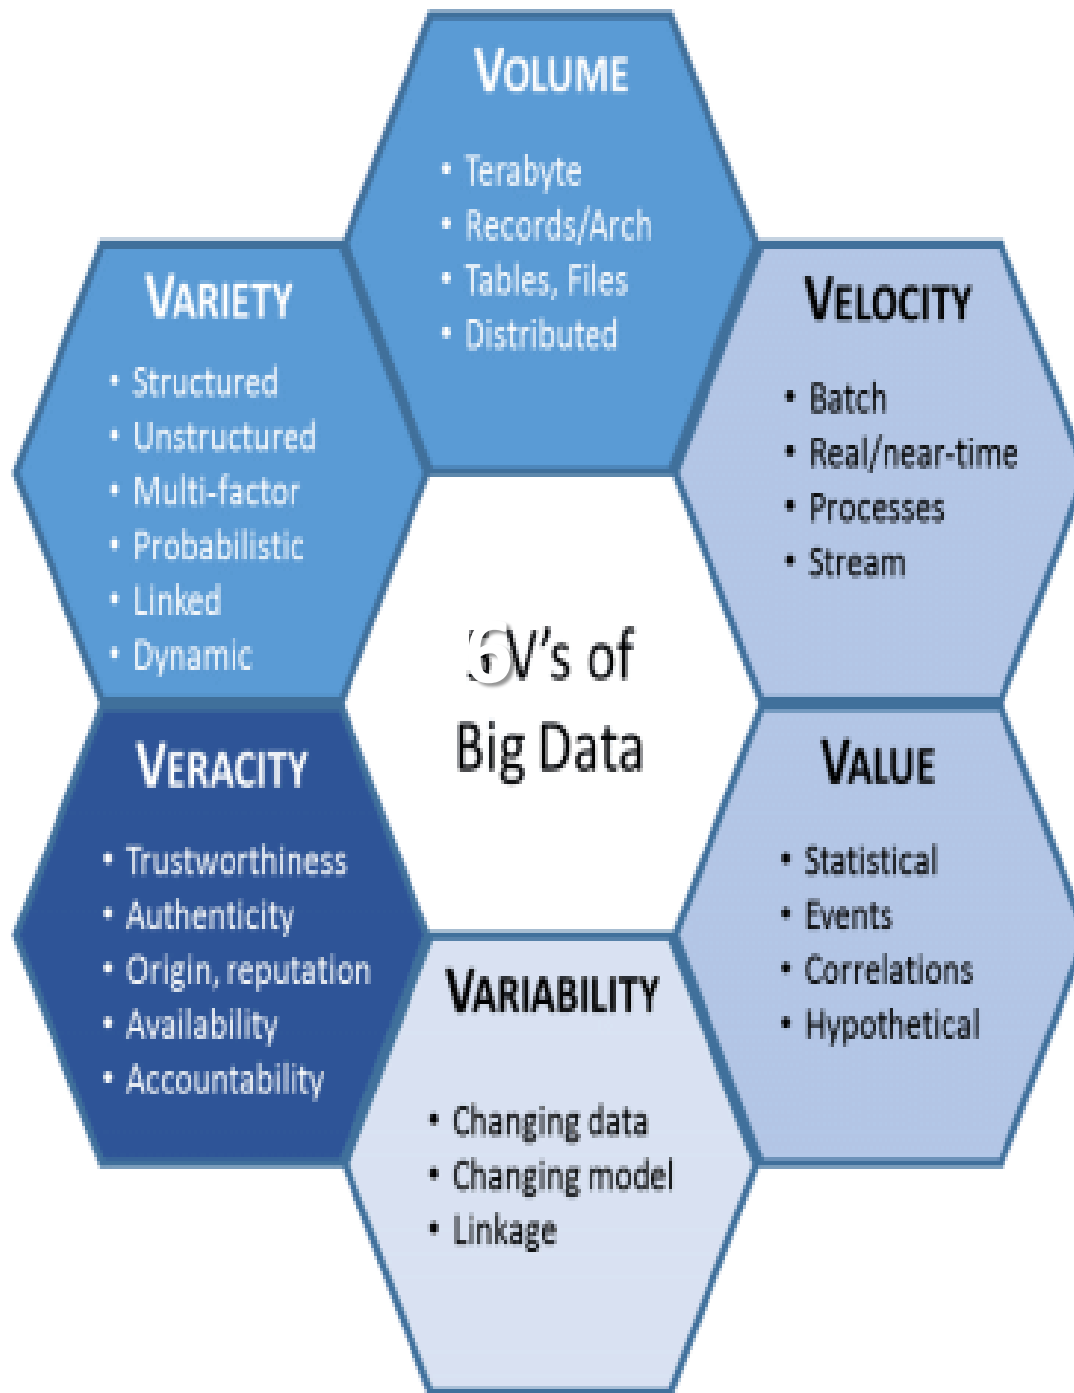 VOLUME
• Terabyte
• Records/Arch
• Tables, Files
• Distributed
VARIETY
• Structured
• Unstructured
• Multi-factor
• Probabilistic
• Linked
• Dynamic
VELOCITY
• Batch
• Real/near-time
• Processes
• Stream
6 V's of
Big Data
VERACITY
• Trustworthiness
• Authenticity
• Origin, reputation
• Availability
• Accountability
VALUE
• Statistical
• Events
• Correlations
• Hypothetical
VARIABILITY
• Changing data
• Changing model
• Linkage